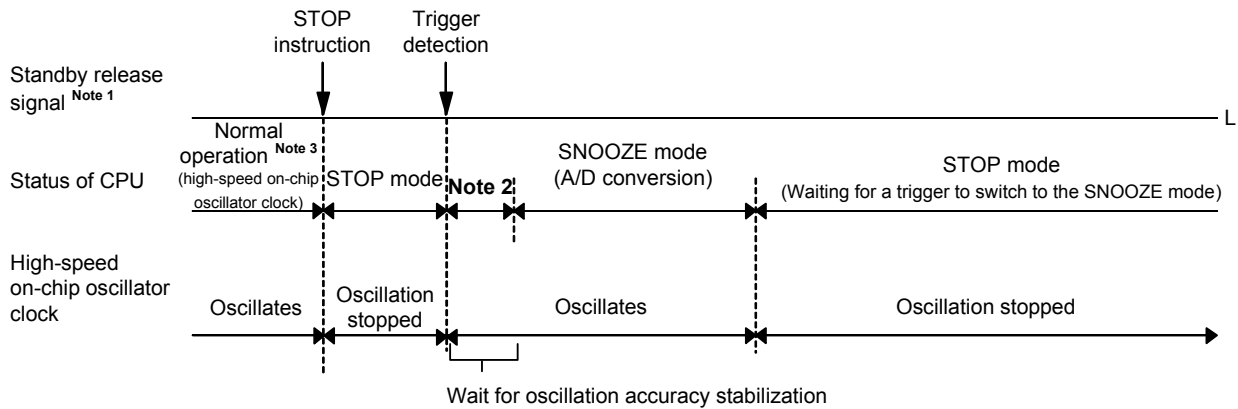 STOP
instruction
Trigger
detection
Standby release
signal Note 1
L
Status of CPU
Normal
operation Note 3
(high-speed on-chip
oscillator clock)
STOP mode
Note 2
SNOOZE mode
(A/D conversion)
STOP mode
(Waiting for a trigger to switch to the SNOOZE mode)
High-speed
on-chip oscillator
clock
Oscillates
Oscillation
stopped
Oscillates
Oscillation stopped
Wait for oscillation accuracy stabilization